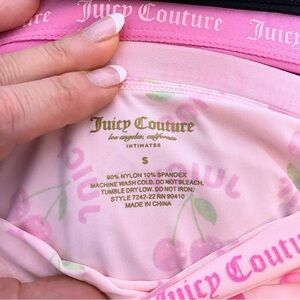 Couture
Juicy Couture
Juicy
Juicy Couture
los angeles, california
INTIMATES
S
90% NYLON 10% SPANDEX
MACHINE WASH COLD. DO NOT BLEACH.
TUMBLE DRY LOW. DO NOT IRON;
STYLE 7242-22 RN 90410
MADE IN CHINA
Juicy Couture